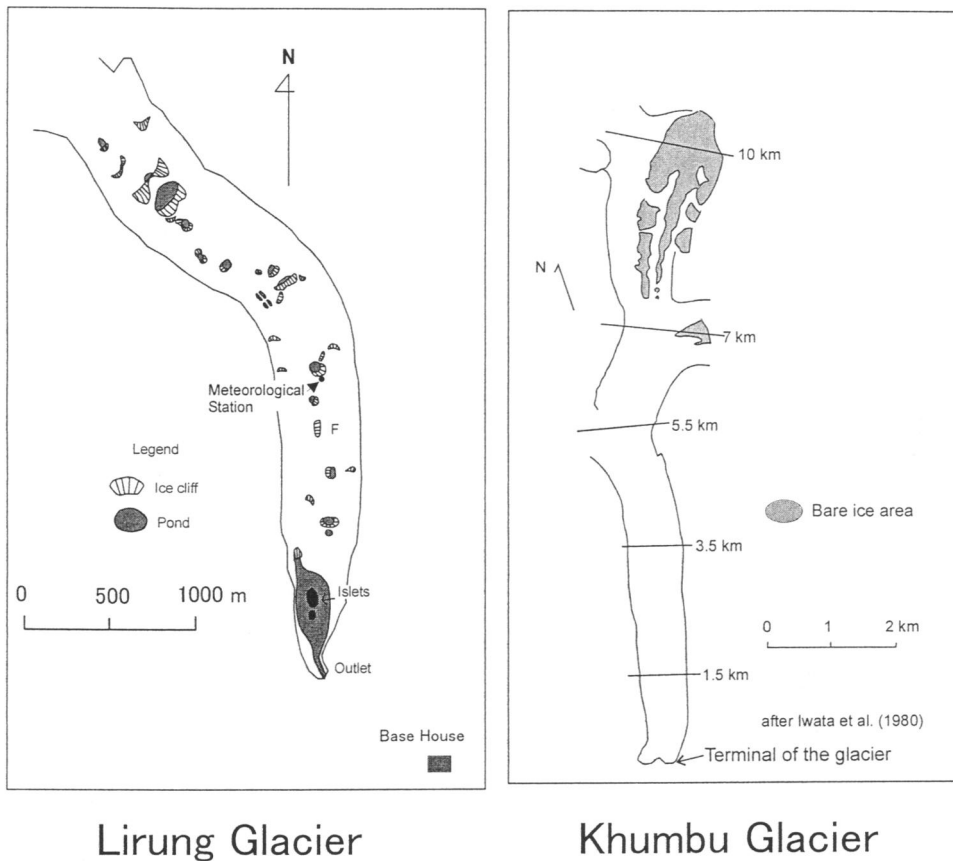 N
Meteorological
Station
F
Legend
Ice cliff
Pond
0 500 1000 m
Islets
Outlet
Base House
Lirung Glacier
10 km
N
7 km
5.5 km
Bare ice area
3.5 km
0 1 2 km
1.5 km
after Iwata et al. (1980)
Terminal of the glacier
Khumbu Glacier